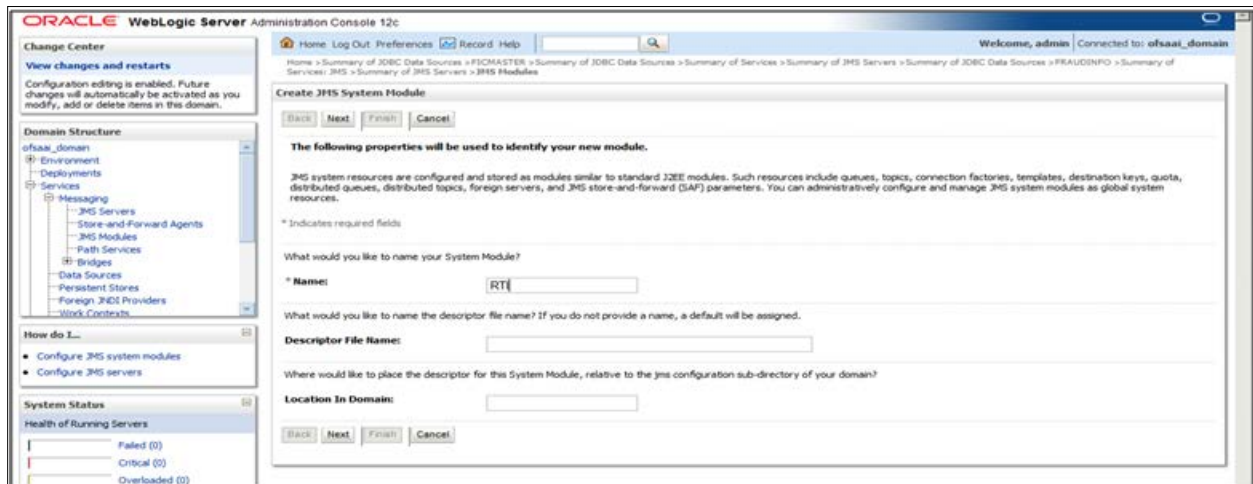 ORACLE WebLogic Server Administration Console 12c
Change Center
View changes and restarts
Configuration editing is enabled. Future
changes will automatically be activated as you
modify, add or delete items in this domain.
Domain Structure
ofsaai_domain
Environment
Deployments
Services
Messaging
JMS Servers
Store-and-Forward Agents
JMS Modules
Path Services
Bridges
Data Sources
Persistent Stores
Foreign JNDI Providers
Work Contexts
How do I...
Configure JMS system modules
Configure JMS servers
System Status
Health of Running Servers
Failed (0)
Critical (0)
Overloaded (0)
Home Log Out Preferences Record Help
Welcome, admin Connected to: ofsaai_domain
Home >Summary of JDBC Data Sources >FICMASTER >Summary of JDBC Data Sources >Summary of Services >Summary of JMS Servers >Summary of JDBC Data Sources >FRAUDINFO >Summary of
Services: JMS >Summary of JMS Servers >JMS Modules
Create JMS System Module
Back Next Finish Cancel
The following properties will be used to identify your new module.
JMS system resources are configured and stored as modules similar to standard J2EE modules. Such resources include queues, topics, connection factories, templates, destination keys, quota,
distributed queues, distributed topics, foreign servers, and JMS store-and-forward (SAF) parameters. You can administratively configure and manage JMS system modules as global system
resources.
* Indicates required fields
What would you like to name your System Module?
* Name: RTI
What would you like to name the descriptor file name? If you do not provide a name, a default will be assigned.
Descriptor File Name:
Where would like to place the descriptor for this System Module, relative to the jms configuration sub-directory of your domain?
Location In Domain:
Back Next Finish Cancel